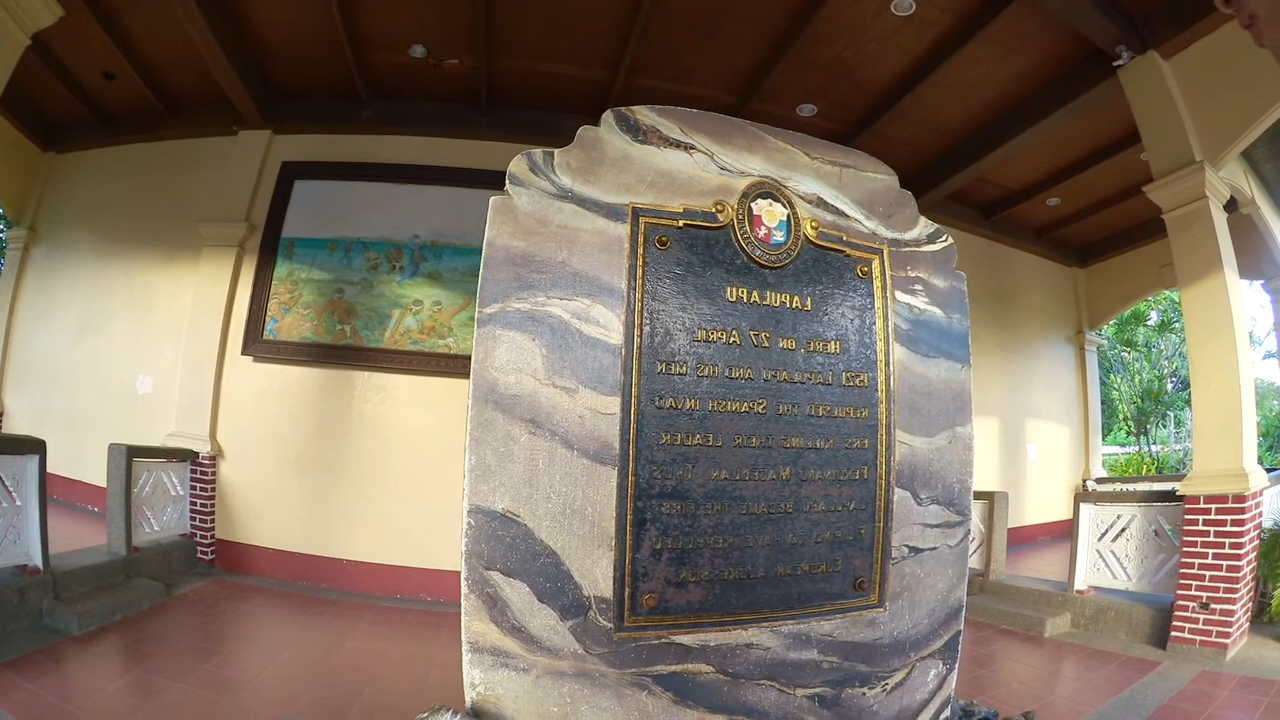 LAPULAPU
HERE, ON 27 APRIL
1521 LAPULAPU AND HIS MEN
REPULSED THE SPANISH INVAD-
ERS, KILLING THEIR LEADER,
FERDINAND MAGELLAN. THUS,
LAPULAPU BECAME THE FIRST
FILIPINO TO HAVE REPELLED
EUROPEAN AGGRESSION.